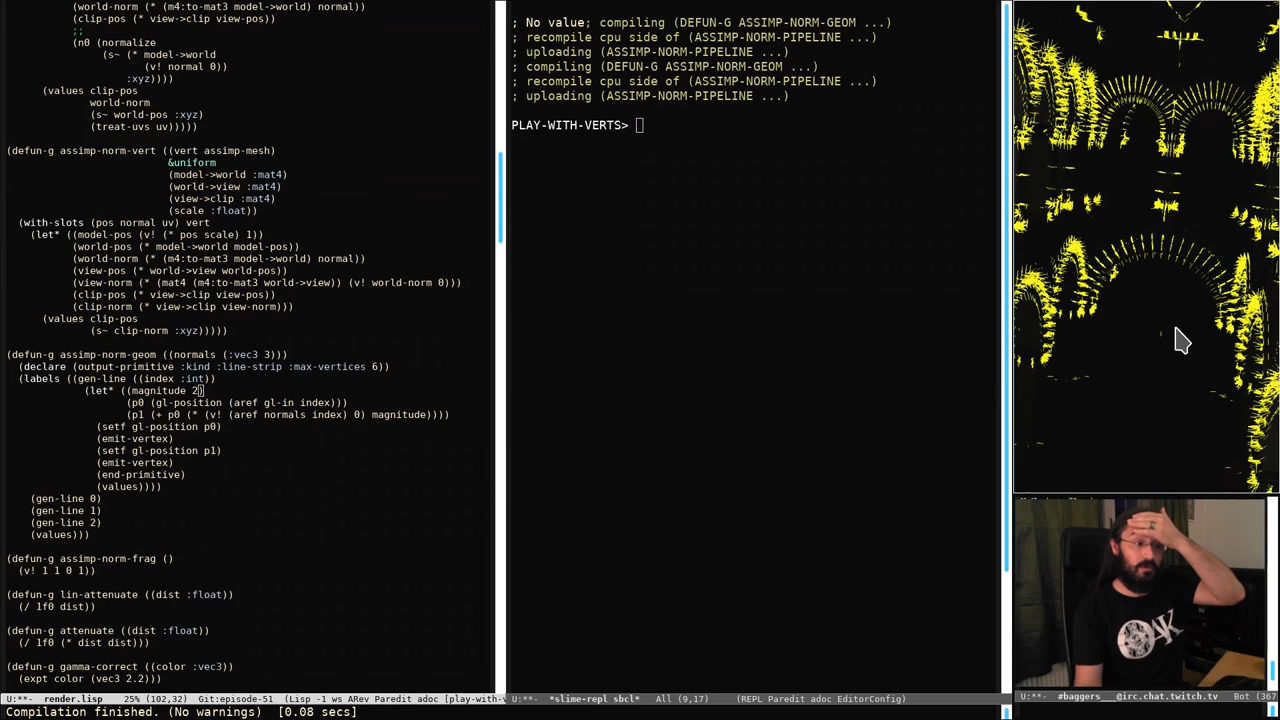 (world-norm (* (m4:to-mat3 model->world) normal))
(clip-pos (* view->clip view-pos))
;;
(n0 (normalize
(s~ (* model->world
(v! normal 0))
:xyz))))
(values clip-pos
world-norm
(s~ world-pos :xyz)
(treat-uvs uv)))))
(defun-g assimp-norm-vert ((vert assimp-mesh)
&uniform
(model->world :mat4)
(world->view :mat4)
(view->clip :mat4)
(scale :float))
(with-slots (pos normal uv) vert
(let* ((model-pos (v! (* pos scale) 1))
(world-pos (* model->world model-pos))
(world-norm (* (m4:to-mat3 model->world) normal))
(view-pos (* world->view world-pos))
(view-norm (* (mat4 (m4:to-mat3 world->view)) (v! world-norm 0)))
(clip-pos (* view->clip view-pos))
(clip-norm (* view->clip view-norm)))
(values clip-pos
(s~ clip-norm :xyz)))))
(defun-g assimp-norm-geom ((normals (:vec3 3)))
(declare (output-primitive :kind :line-strip :max-vertices 6))
(labels ((gen-line ((index :int))
(let* ((magnitude 2)
(p0 (gl-position (aref gl-in index)))
(p1 (+ p0 (* (v! (aref normals index) 0) magnitude))))
(setf gl-position p0)
(emit-vertex)
(setf gl-position p1)
(emit-vertex)
(end-primitive)
(values))))
(gen-line 0)
(gen-line 1)
(gen-line 2)
(values)))
(defun-g assimp-norm-frag ()
(v! 1 1 0 1))
(defun-g lin-attenuate ((dist :float))
(/ 1f0 dist))
(defun-g attenuate ((dist :float))
(/ 1f0 (* dist dist)))
(defun-g gamma-correct ((color :vec3))
(expt color (vec3 2.2)))
U:**- render.lisp 25% (102,32) Git:episode-51 (Lisp -1 ws ARev Paredit adoc [play-with-v
Compilation finished. (No warnings) [0.08 secs]
; No value; compiling (DEFUN-G ASSIMP-NORM-GEOM ...)
; recompile cpu side of (ASSIMP-NORM-PIPELINE ...)
; uploading (ASSIMP-NORM-PIPELINE ...)
; compiling (DEFUN-G ASSIMP-NORM-GEOM ...)
; recompile cpu side of (ASSIMP-NORM-PIPELINE ...)
; uploading (ASSIMP-NORM-PIPELINE ...)
PLAY-WITH-VERTS>
U:**- *slime-repl sbcl* All (9,17) (REPL Paredit adoc EditorConfig)
OAK
U:**- #baggers___@irc.chat.twitch.tv Bot (367